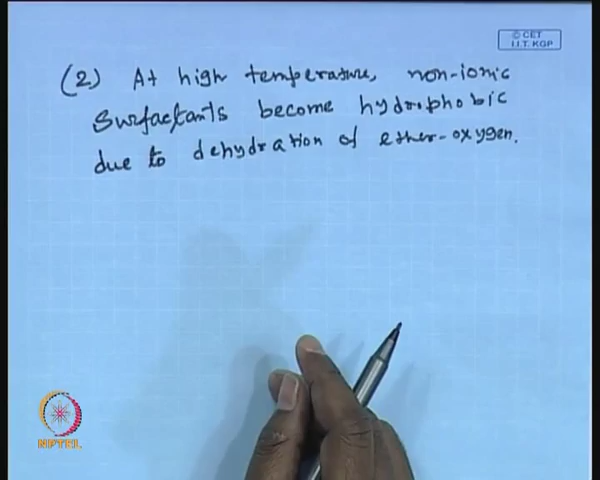 © CET
I.I.T. KGP
(2) At high temperature, non-ionic
Surfactants become hydrophobic
due to dehydration of ether-oxygen.
NPTEL